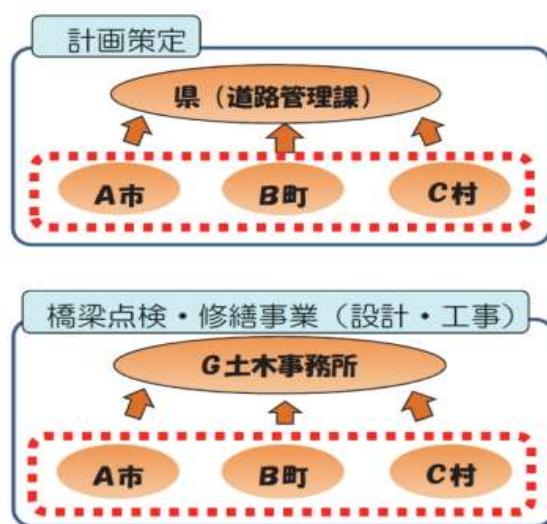 計画策定
県（道路管理課）
A市 B町 C村
橋梁点検・修繕事業（設計・工事）
G土木事務所
A市 B町 C村